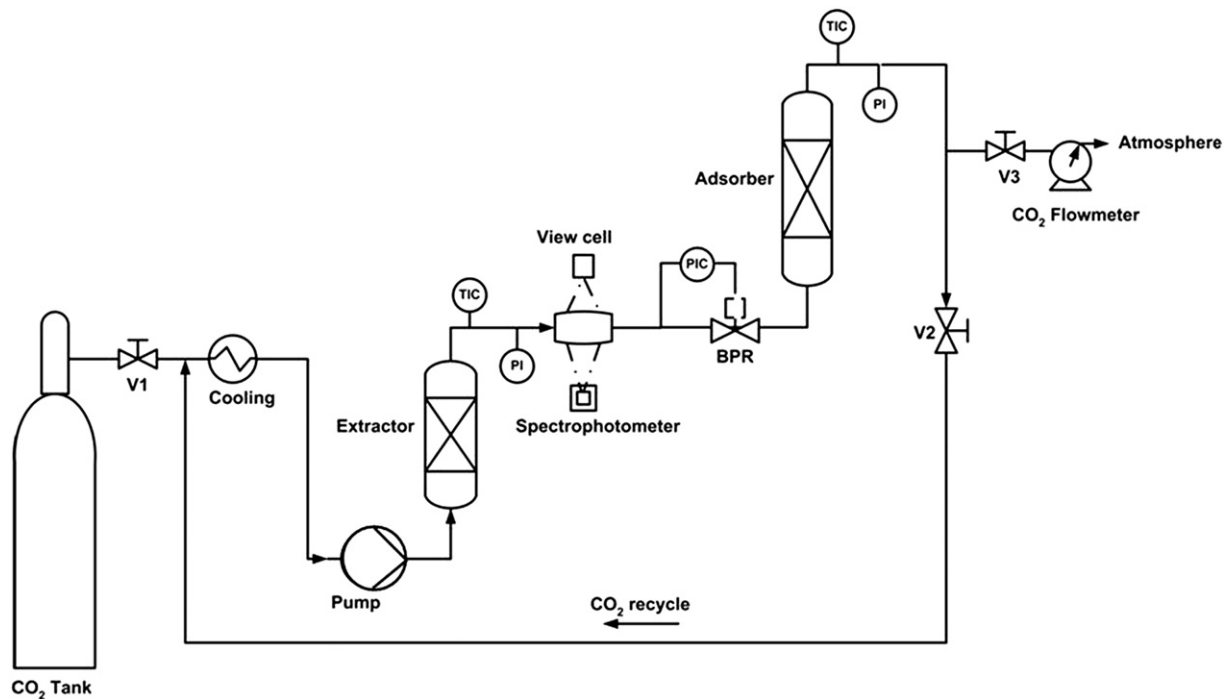 TIC
PI
Atmosphere
V3
CO₂ Flowmeter
Adsorber
View cell
PIC
TIC
V2
BPR
PI
V1
Cooling
Extractor
Spectrophotometer
Pump
CO₂ recycle
CO₂ Tank